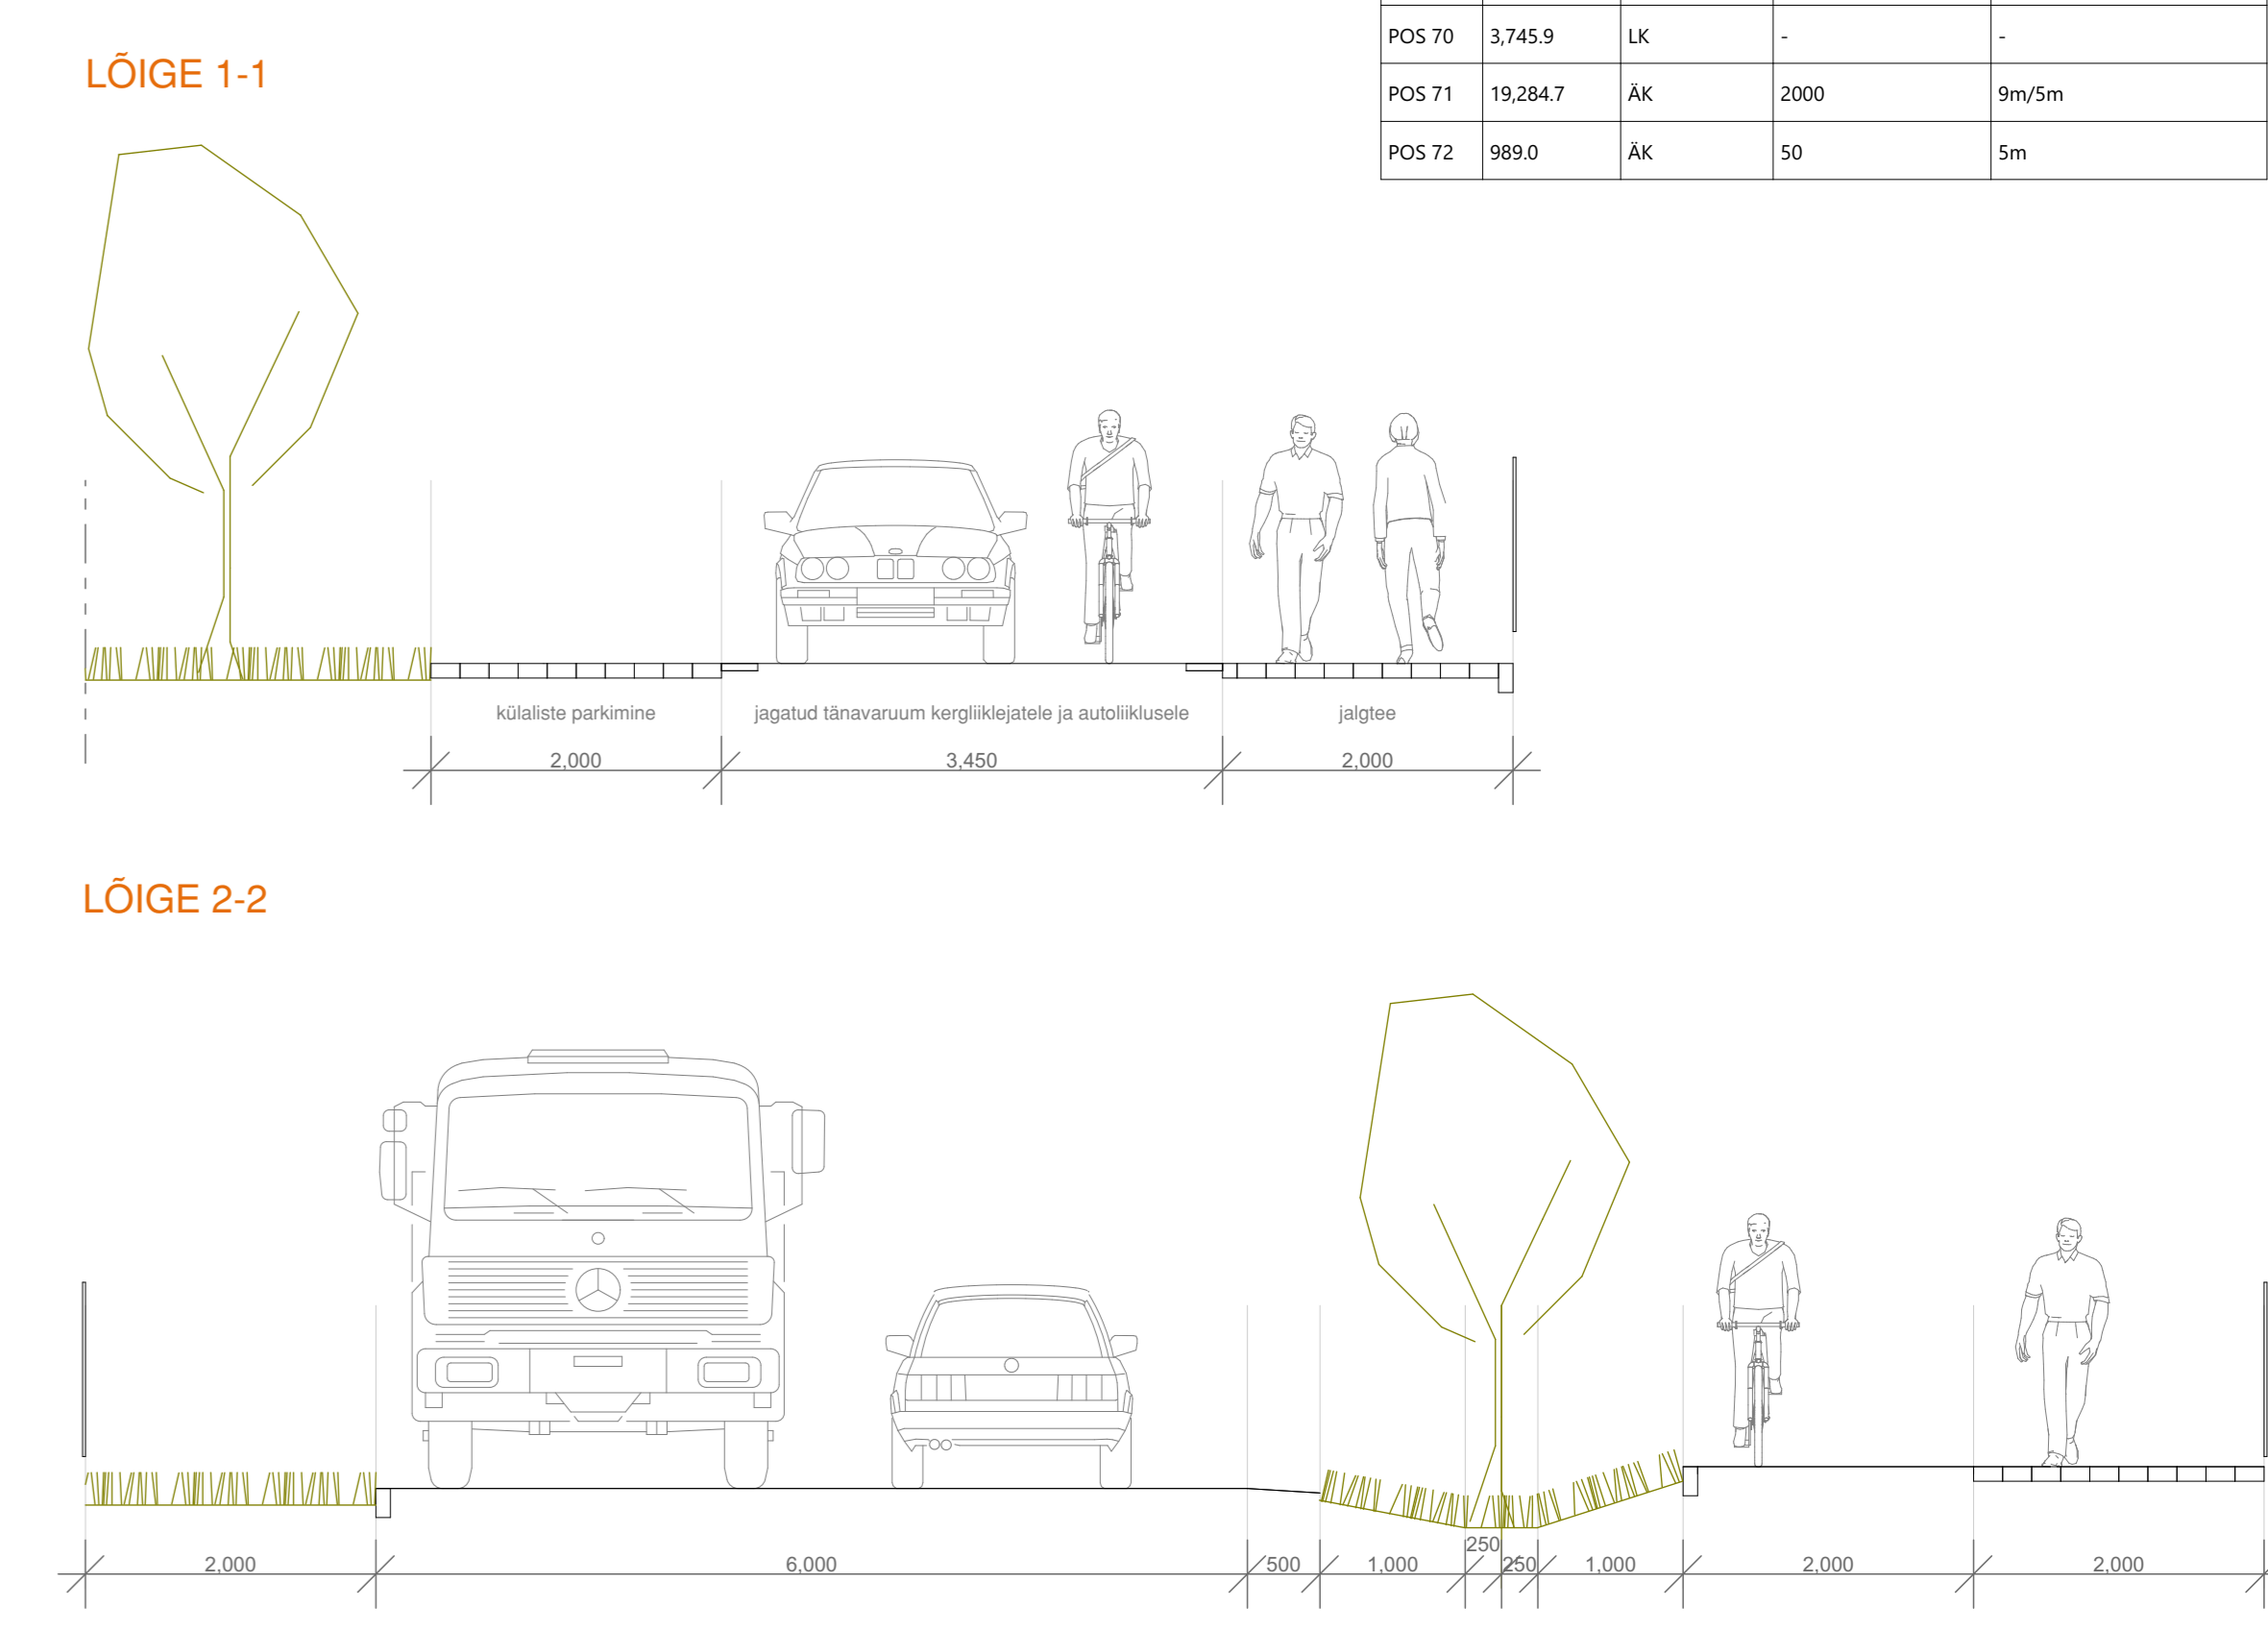 POS 70 3,745.9 LK - -
POS 71 19,284.7 ÄK 2000 9m/5m
POS 72 989.0 ÄK 50 5m
LÕIGE 1-1
külaliste parkimine jagatud tänavaruum kergliiklejatele ja autoliiklusele jalgtee
2,000 3,450 2,000
LÕIGE 2-2
250
2,000 6,000 500 1,000 250 1,000 2,000 2,000